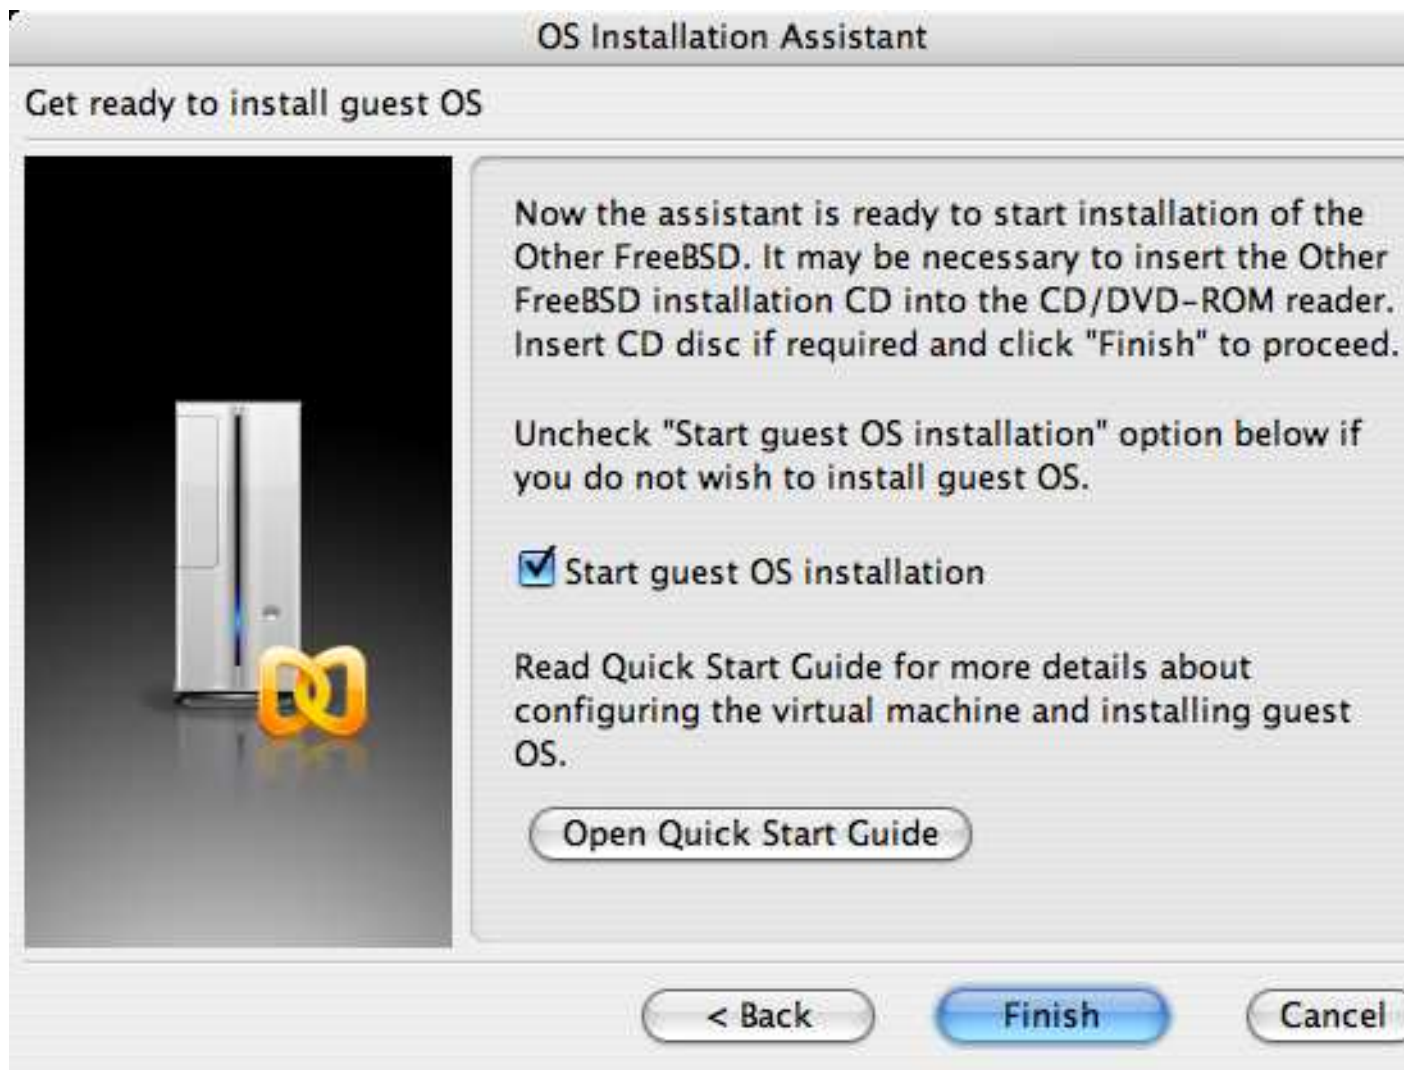 OS Installation Assistant
Get ready to install guest OS
Now the assistant is ready to start installation of the
Other FreeBSD. It may be necessary to insert the Other
FreeBSD installation CD into the CD/DVD-ROM reader.
Insert CD disc if required and click "Finish" to proceed.
Uncheck "Start guest OS installation" option below if
you do not wish to install guest OS.
Start guest OS installation
Read Quick Start Guide for more details about
configuring the virtual machine and installing guest
OS.
Open Quick Start Guide
< Back
Finish
Cancel